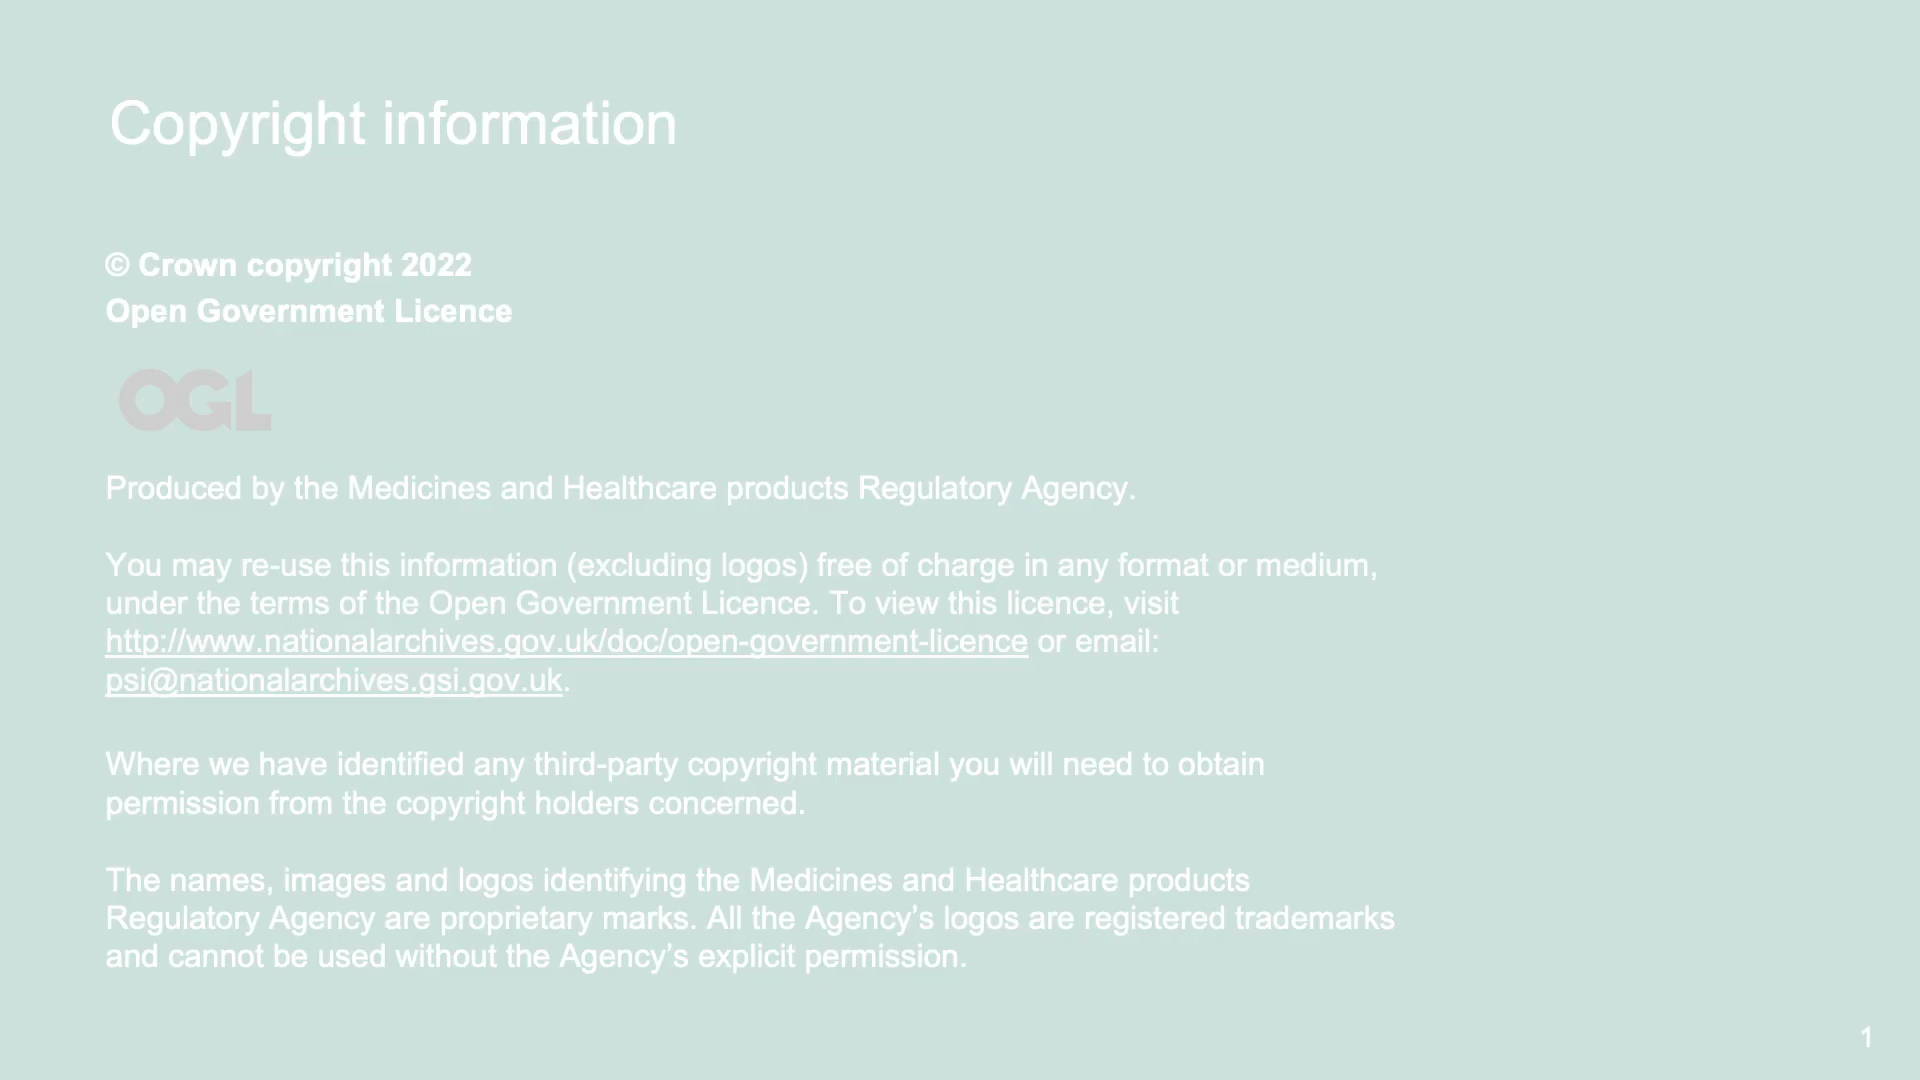 Copyright information
© Crown copyright 2022
Open Government Licence
OGL
Produced by the Medicines and Healthcare products Regulatory Agency.
You may re-use this information (excluding logos) free of charge in any format or medium,
under the terms of the Open Government Licence. To view this licence, visit
http://www.nationalarchives.gov.uk/doc/open-government-licence or email:
psi@nationalarchives.gsi.gov.uk.
Where we have identified any third-party copyright material you will need to obtain
permission from the copyright holders concerned.
The names, images and logos identifying the Medicines and Healthcare products
Regulatory Agency are proprietary marks. All the Agency’s logos are registered trademarks
and cannot be used without the Agency’s explicit permission.
1